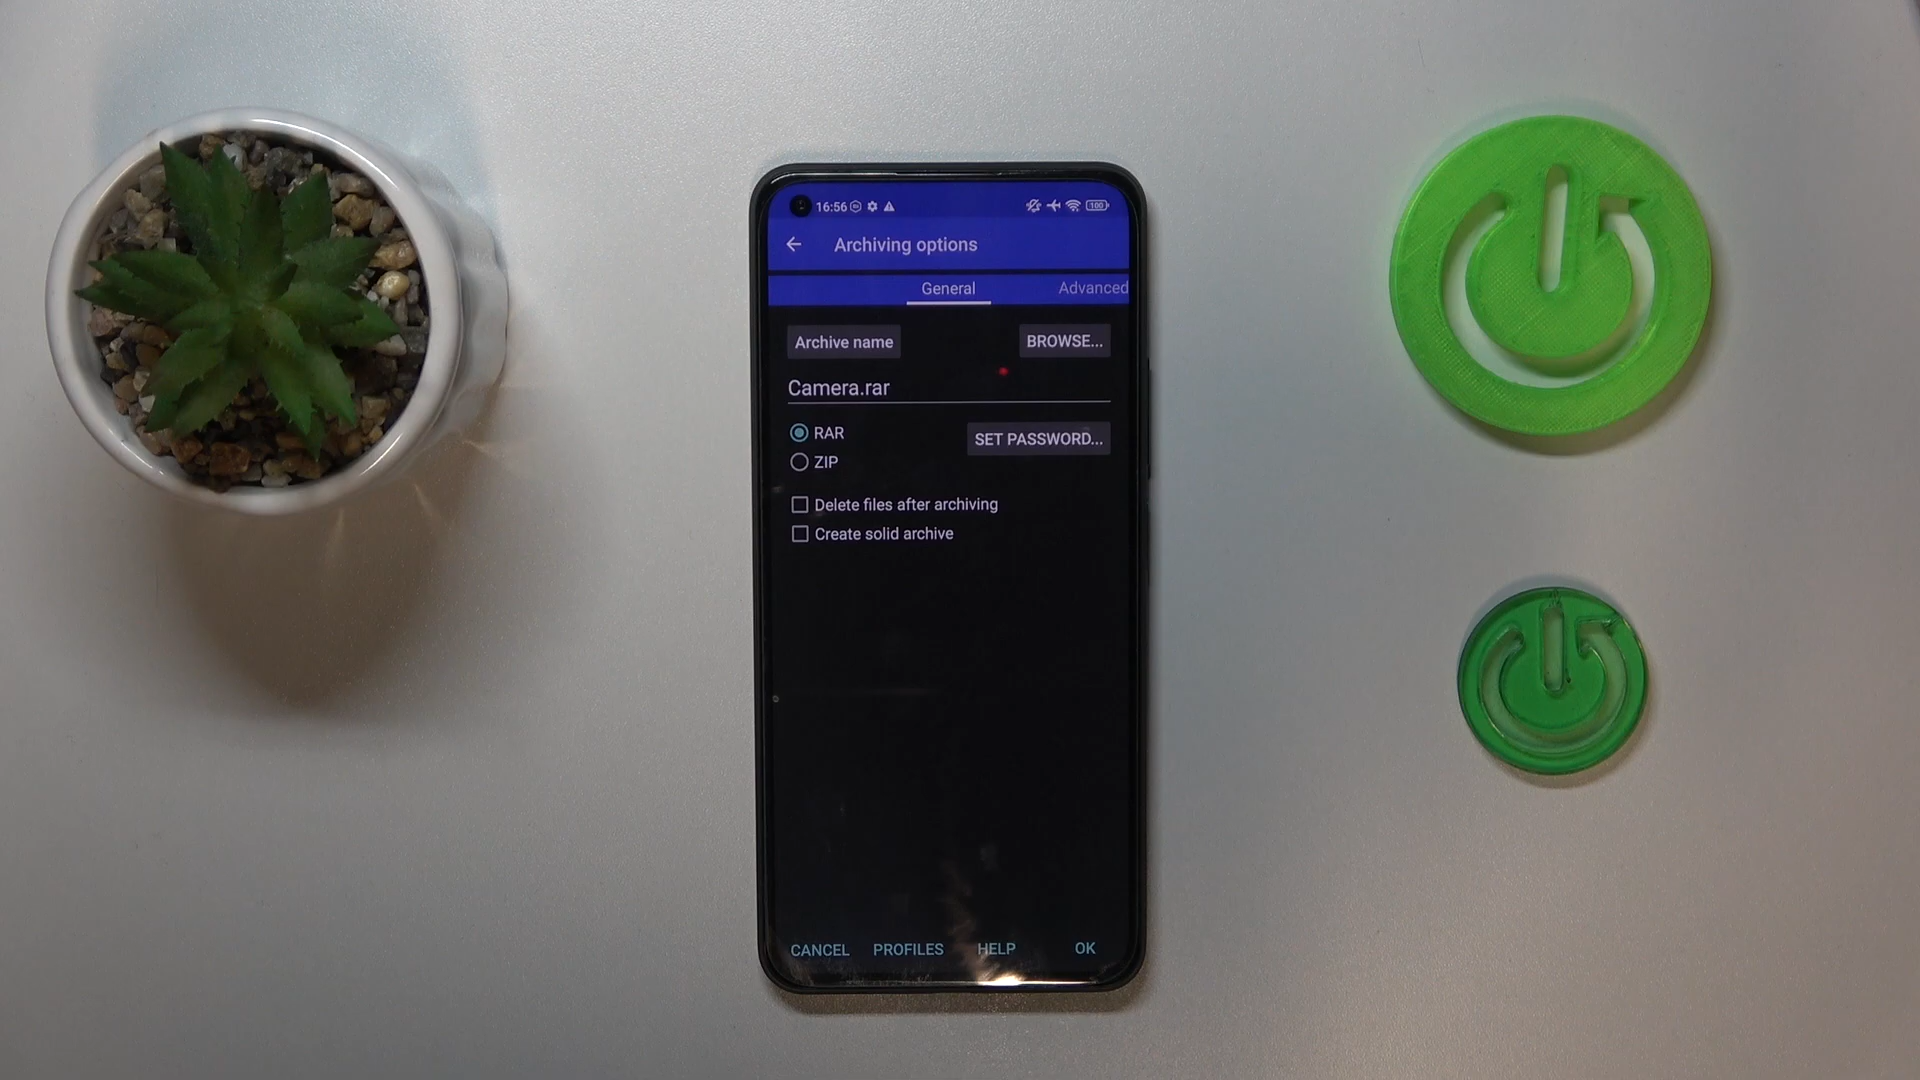 16:56 100
Archiving options
General Advanced
Archive name BROWSE...
Camera.rar
RAR SET PASSWORD...
ZIP
Delete files after archiving
Create solid archive
CANCEL PROFILES HELP OK